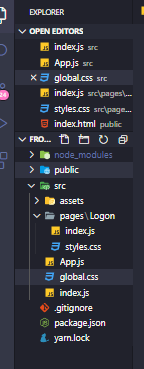 EXPLORER
OPEN EDITORS
index.js src
App.js src
global.css src
index.js src\pages\...
styles.css src\pag...
index.html public
FRO...
node_modules
public
src
assets
pages\Logon
index.js
styles.css
App.js
global.css
index.js
.gitignore
package.json
yarn.lock